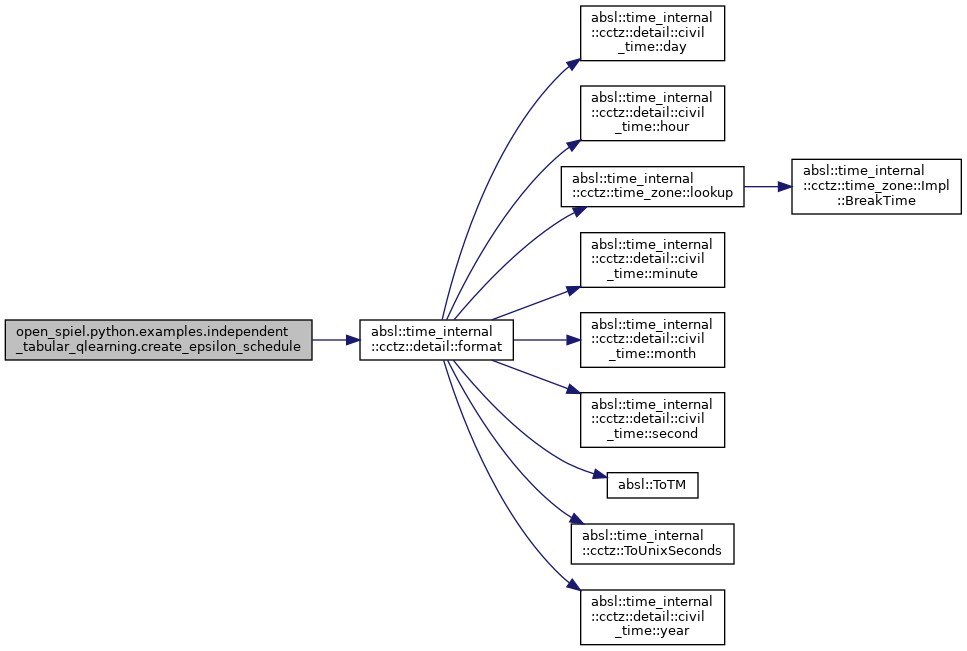 absl::time_internal
::cctz::detail::civil
_time::day
absl::time_internal
::cctz::detail::civil
_time::hour
absl::time_internal
::cctz::time_zone::lookup
absl::time_internal
::cctz::time_zone::Impl
::BreakTime
absl::time_internal
::cctz::detail::civil
_time::minute
open_spiel.python.examples.independent
_tabular_qlearning.create_epsilon_schedule
absl::time_internal
::cctz::detail::format
absl::time_internal
::cctz::detail::civil
_time::month
absl::time_internal
::cctz::detail::civil
_time::second
absl::ToTM
absl::time_internal
::cctz::ToUnixSeconds
absl::time_internal
::cctz::detail::civil
_time::year